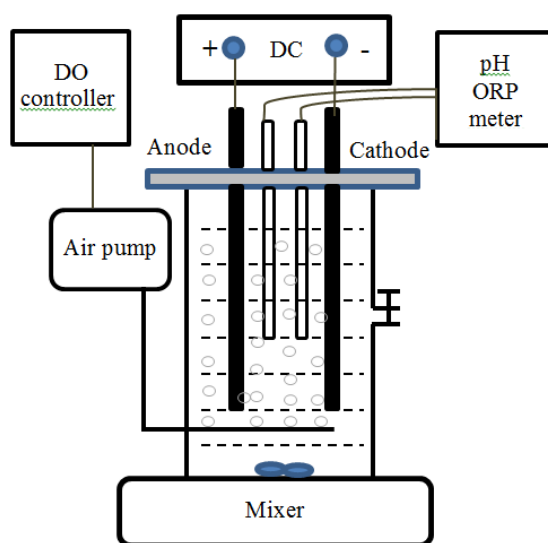 DO
controller
+ DC -
pH
ORP
meter
Anode
Cathode
Air pump
Mixer